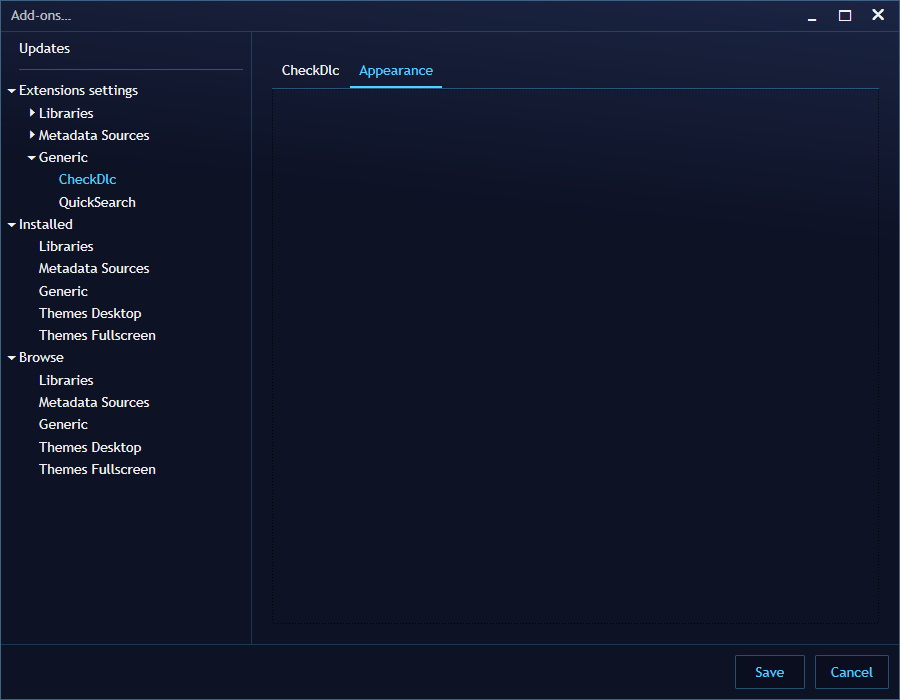 Add-ons...
Updates
Extensions settings
Libraries
Metadata Sources
Generic
CheckDlc
QuickSearch
Installed
Libraries
Metadata Sources
Generic
Themes Desktop
Themes Fullscreen
Browse
Libraries
Metadata Sources
Generic
Themes Desktop
Themes Fullscreen
CheckDlc Appearance
Save Cancel